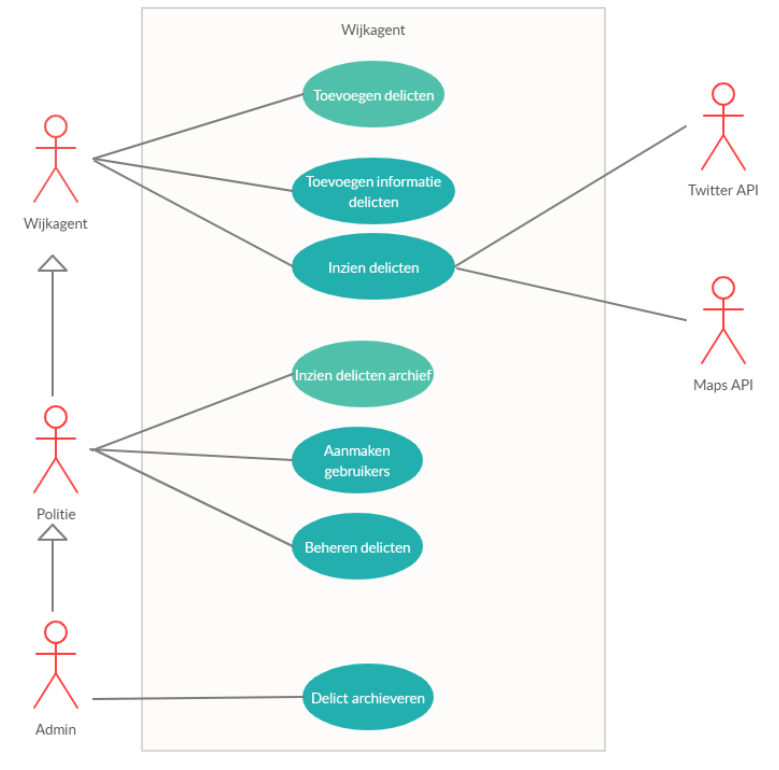 Wijkagent
Toevoegen delicten
Toevoegen informatie
delicten
Inzien delicten
Wijkagent
Twitter API
Inzien delicten archief
Maps API
Aanmaken
gebruikers
Politie
Beheren delicten
Delict archieveren
Admin